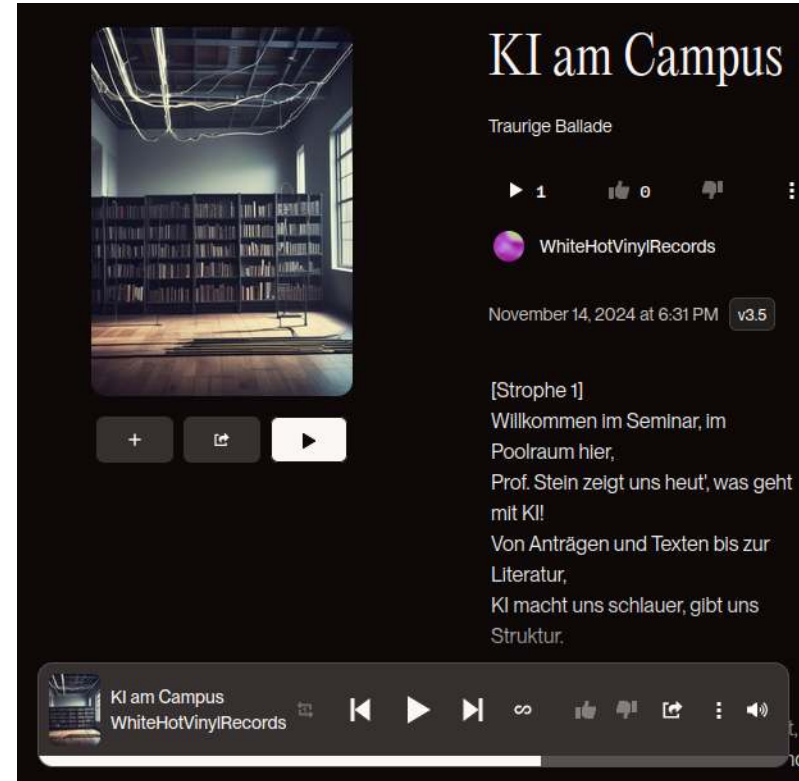 KI am Campus
Traurige Ballade
1
0
WhiteHotVinylRecords
November 14, 2024 at 6:31 PM
v3.5
[Strophe 1]
Willkommen im Seminar, im
Poolraum hier,
Prof. Stein zeigt uns heut', was geht
mit KI!
Von Anträgen und Texten bis zur
Literatur,
KI macht uns schlauer, gibt uns
Struktur.
KI am Campus
WhiteHotVinylRecords